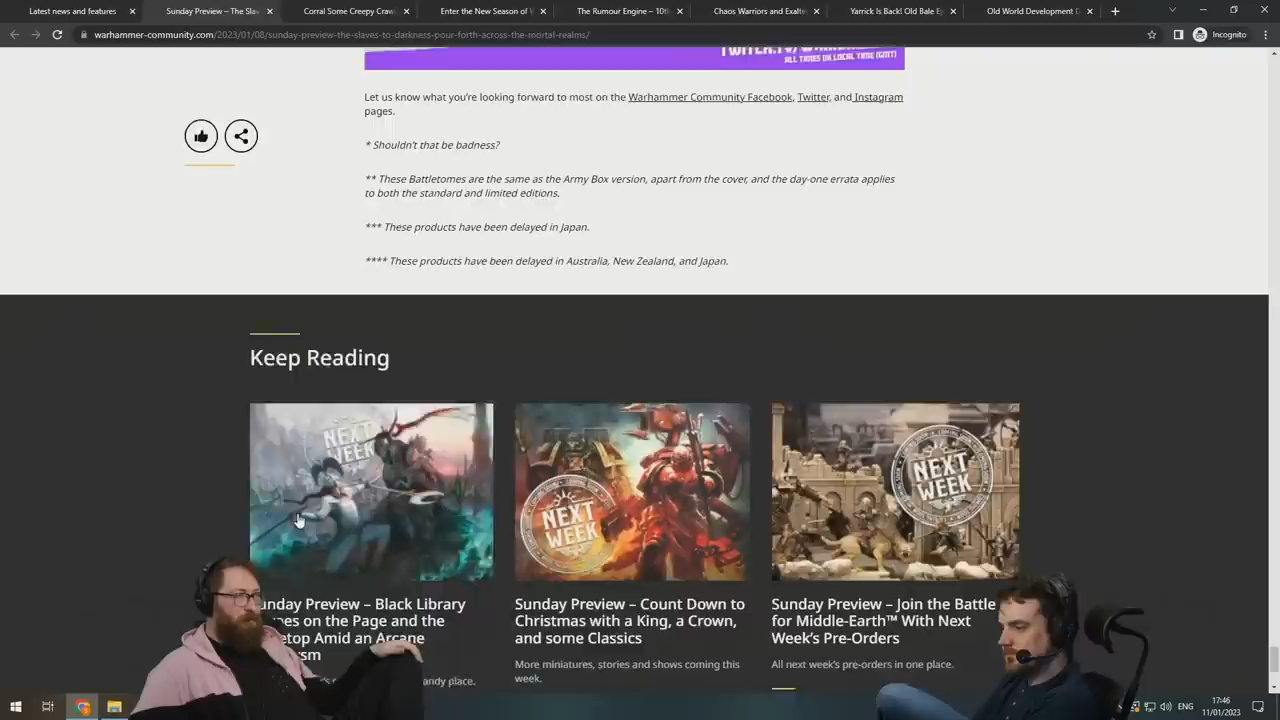 Latest news and features
Sunday Preview – The Slav
Corral Some Creepy Craw
Enter the New Season of
The Rumour Engine – 10th
Chaos Warriors and Exalte
Yarrick Is Back! Old Bale E
Old World Development D
warhammer-community.com/2023/01/08/sunday-preview-the-slaves-to-darkness-pour-forth-across-the-mortal-realms/
Incognito
ALL TIMES UK LOCAL TIME (GMT)
Let us know what you're looking forward to most on the Warhammer Community Facebook, Twitter, and Instagram
pages.
* Shouldn't that be badness?
** These Battletomes are the same as the Army Box version, apart from the cover, and the day-one errata applies
to both the standard and limited editions.
*** These products have been delayed in Japan.
**** These products have been delayed in Australia, New Zealand, and Japan.
Keep Reading
NEXT WEEK
NEXT WEEK
NEXT WEEK
Sunday Preview – Black Library
on the Page and the
Amid an Arcane
Sunday Preview – Count Down to
Christmas with a King, a Crown,
and some Classics
More miniatures, stories and shows coming this
week.
Sunday Preview – Join the Battle
for Middle-Earth™ With Next
Week's Pre-Orders
All next week's pre-orders in one place.
place.
ENG
17:46
11/01/2023